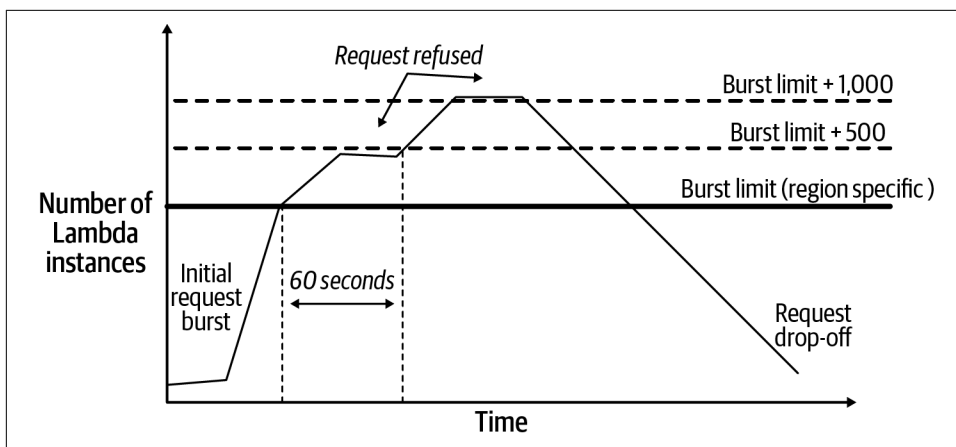 Request refused
Burst limit + 1,000
Burst limit + 500
Burst limit (region specific )
Number of
Lambda
instances
Initial
request
burst
60 seconds
Request
drop-off
Time